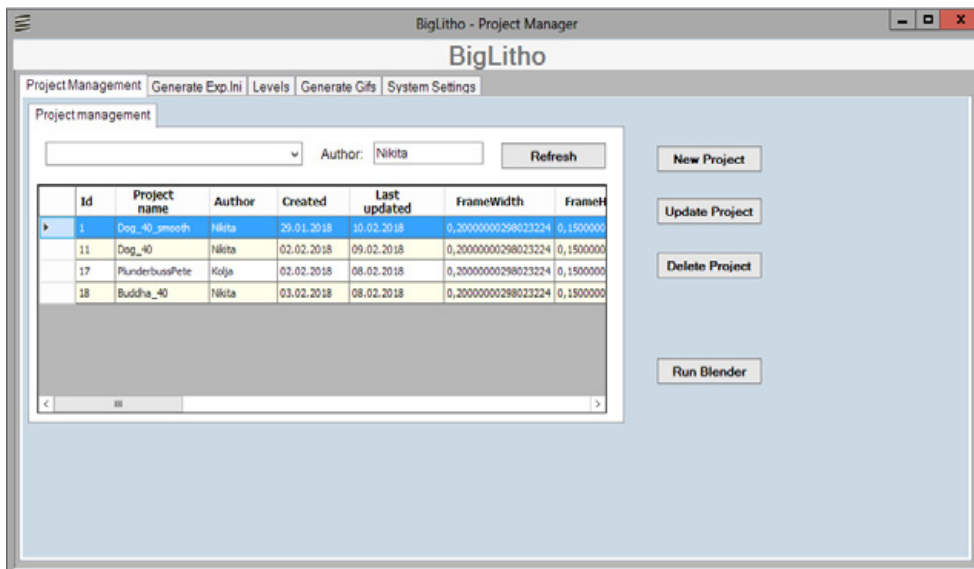 BigLitho - Project Manager
BigLitho
Project Management Generate Exp.Ini Levels Generate Gifs System Settings
Project management
Author: Nikita Refresh
Id Project name Author Created Last updated FrameWidth FrameH
1 Dog_40_smooth Nikita 29.01.2018 10.02.2018 0,20000000298023224 0,1500000
11 Dog_40 Nikita 02.02.2018 09.02.2018 0,20000000298023224 0,1500000
17 PlunderbussPete Kolja 02.02.2018 08.02.2018 0,20000000298023224 0,1500000
18 Buddha_40 Nikita 03.02.2018 08.02.2018 0,20000000298023224 0,1500000
New Project
Update Project
Delete Project
Run Blender